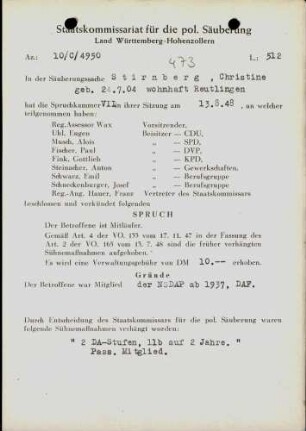 Staatskommissariat für die pol. Säuberung
Land Württemberg-Hohenzollern
Az.: 10/C/4950 L.: 512
473
In der Säuberungssache Stirnberg, Christine
geb. 24.7.04 wohnhaft Reutlingen
hat die Spruchkammer VII in ihrer Sitzung am 13.8.48, an welcher
teilgenommen haben:
Reg.Assessor Wax Vorsitzender,
Uhl, Eugen Beisitzer — CDU,
Maush, Alois „ — SPD,
Fischer, Paul „ — DVP,
Fink, Gottlich „ — KPD,
Steinacher, Anton „ — Gewerkschaften,
Schwarz, Emil „ — Berufsgruppe
Schneckenburger, Josef „ — Berufsgruppe
Reg.-Ang. Hauer, Franz Vertreter des Staatskommissars
beschlossen und verkündet folgenden
SPRUCH
Der Betroffene ist Mitläufer.
Gemäß Art. 4 der VO. 133 vom 17. 11. 47 in der Fassung des
Art. 2 der VO. 165 vom 13. 7. 48 sind die früher verhängten
Sühnemaßnahmen aufgehoben.
Es wird eine Verwaltungsgebühr von DM 10.-- erhoben.
Gründe
Der Betroffene war Mitglied der NSDAP ab 1937, DAF.
Durch Entscheidung des Staatskommissars für die pol. Säuberung waren
folgende Sühnemaßnahmen verhängt worden:
" 2 DA-Stufen, 11b auf 2 Jahre. "
Pass. Mitglied.